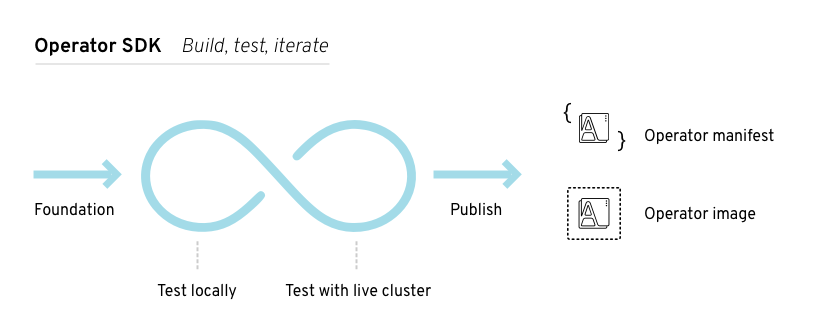 Operator SDK Build, test, iterate
{
A
}
Operator manifest
Foundation
Publish
A
Operator image
Test locally
Test with live cluster